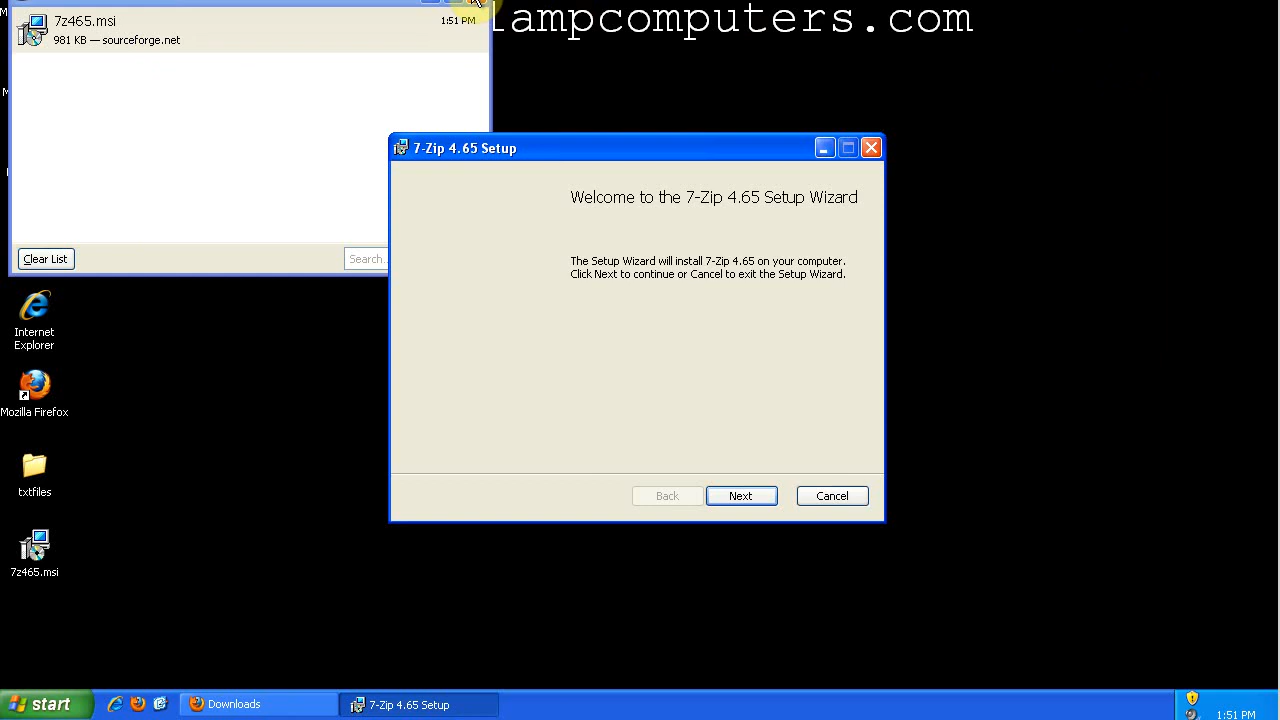 7z465.msi
1:51 PM
981 KB — sourceforge.net
lampcomputers.com
7-Zip 4.65 Setup
Welcome to the 7-Zip 4.65 Setup Wizard
The Setup Wizard will install 7-Zip 4.65 on your computer.
Click Next to continue or Cancel to exit the Setup Wizard.
Clear List
Search...
Back
Next
Cancel
Internet
Explorer
Mozilla Firefox
txtfiles
7z465.msi
start
Downloads
7-Zip 4.65 Setup
1:51 PM